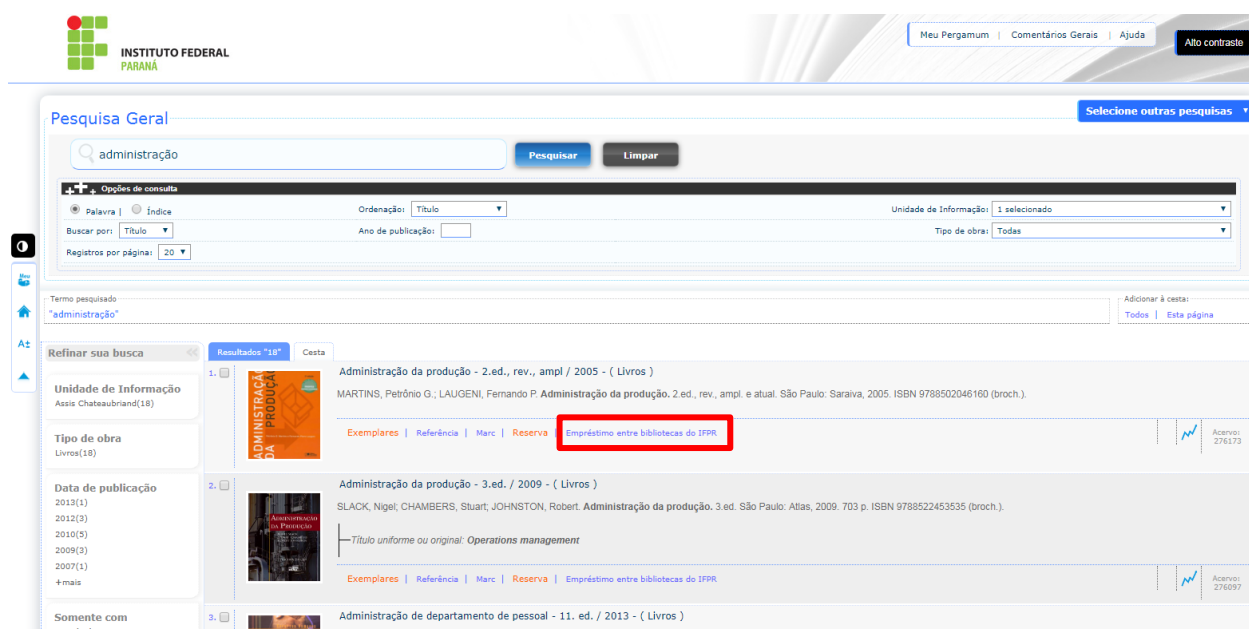 INSTITUTO FEDERAL
PARANÁ
Meu Pergamum | Comentários Gerais | Ajuda
Alto contraste
Selecione outras pesquisas
Pesquisa Geral
administração
Pesquisar
Limpar
Opções de consulta
Palavra | Índice
Ordenação: Título
Unidade de Informação: 1 selecionado
Buscar por: Título
Ano de publicação:
Tipo de obra: Todas
Registros por página: 20
Meu
A±
Termo pesquisado
"administração"
Adicionar à cesta:
Todos | Esta página
Refinar sua busca
Resultados "18"
Cesta
Unidade de Informação
Assis Chateaubriand(18)
Tipo de obra
Livros(18)
Data de publicação
2013(1)
2012(3)
2010(5)
2009(3)
2007(1)
+mais
Somente com
1.
ADMINISTRAÇÃO
DA PRODUÇÃO
Administração da produção - 2.ed., rev., ampl / 2005 - ( Livros )
MARTINS, Petrônio G.; LAUGENI, Fernando P. Administração da produção. 2.ed., rev., ampl. e atual. São Paulo: Saraiva, 2005. ISBN 9788502046160 (broch.).
Exemplares | Referência | Marc | Reserva | Empréstimo entre bibliotecas do IFPR
Acervo:
276173
2.
ADMINISTRAÇÃO
DA PRODUÇÃO
Administração da produção - 3.ed. / 2009 - ( Livros )
SLACK, Nigel; CHAMBERS, Stuart; JOHNSTON, Robert. Administração da produção. 3.ed. São Paulo: Atlas, 2009. 703 p. ISBN 9788522453535 (broch.).
Título uniforme ou original: Operations management
Exemplares | Referência | Marc | Reserva | Empréstimo entre bibliotecas do IFPR
Acervo:
276097
3.
Administração de departamento de pessoal - 11. ed. / 2013 - ( Livros )